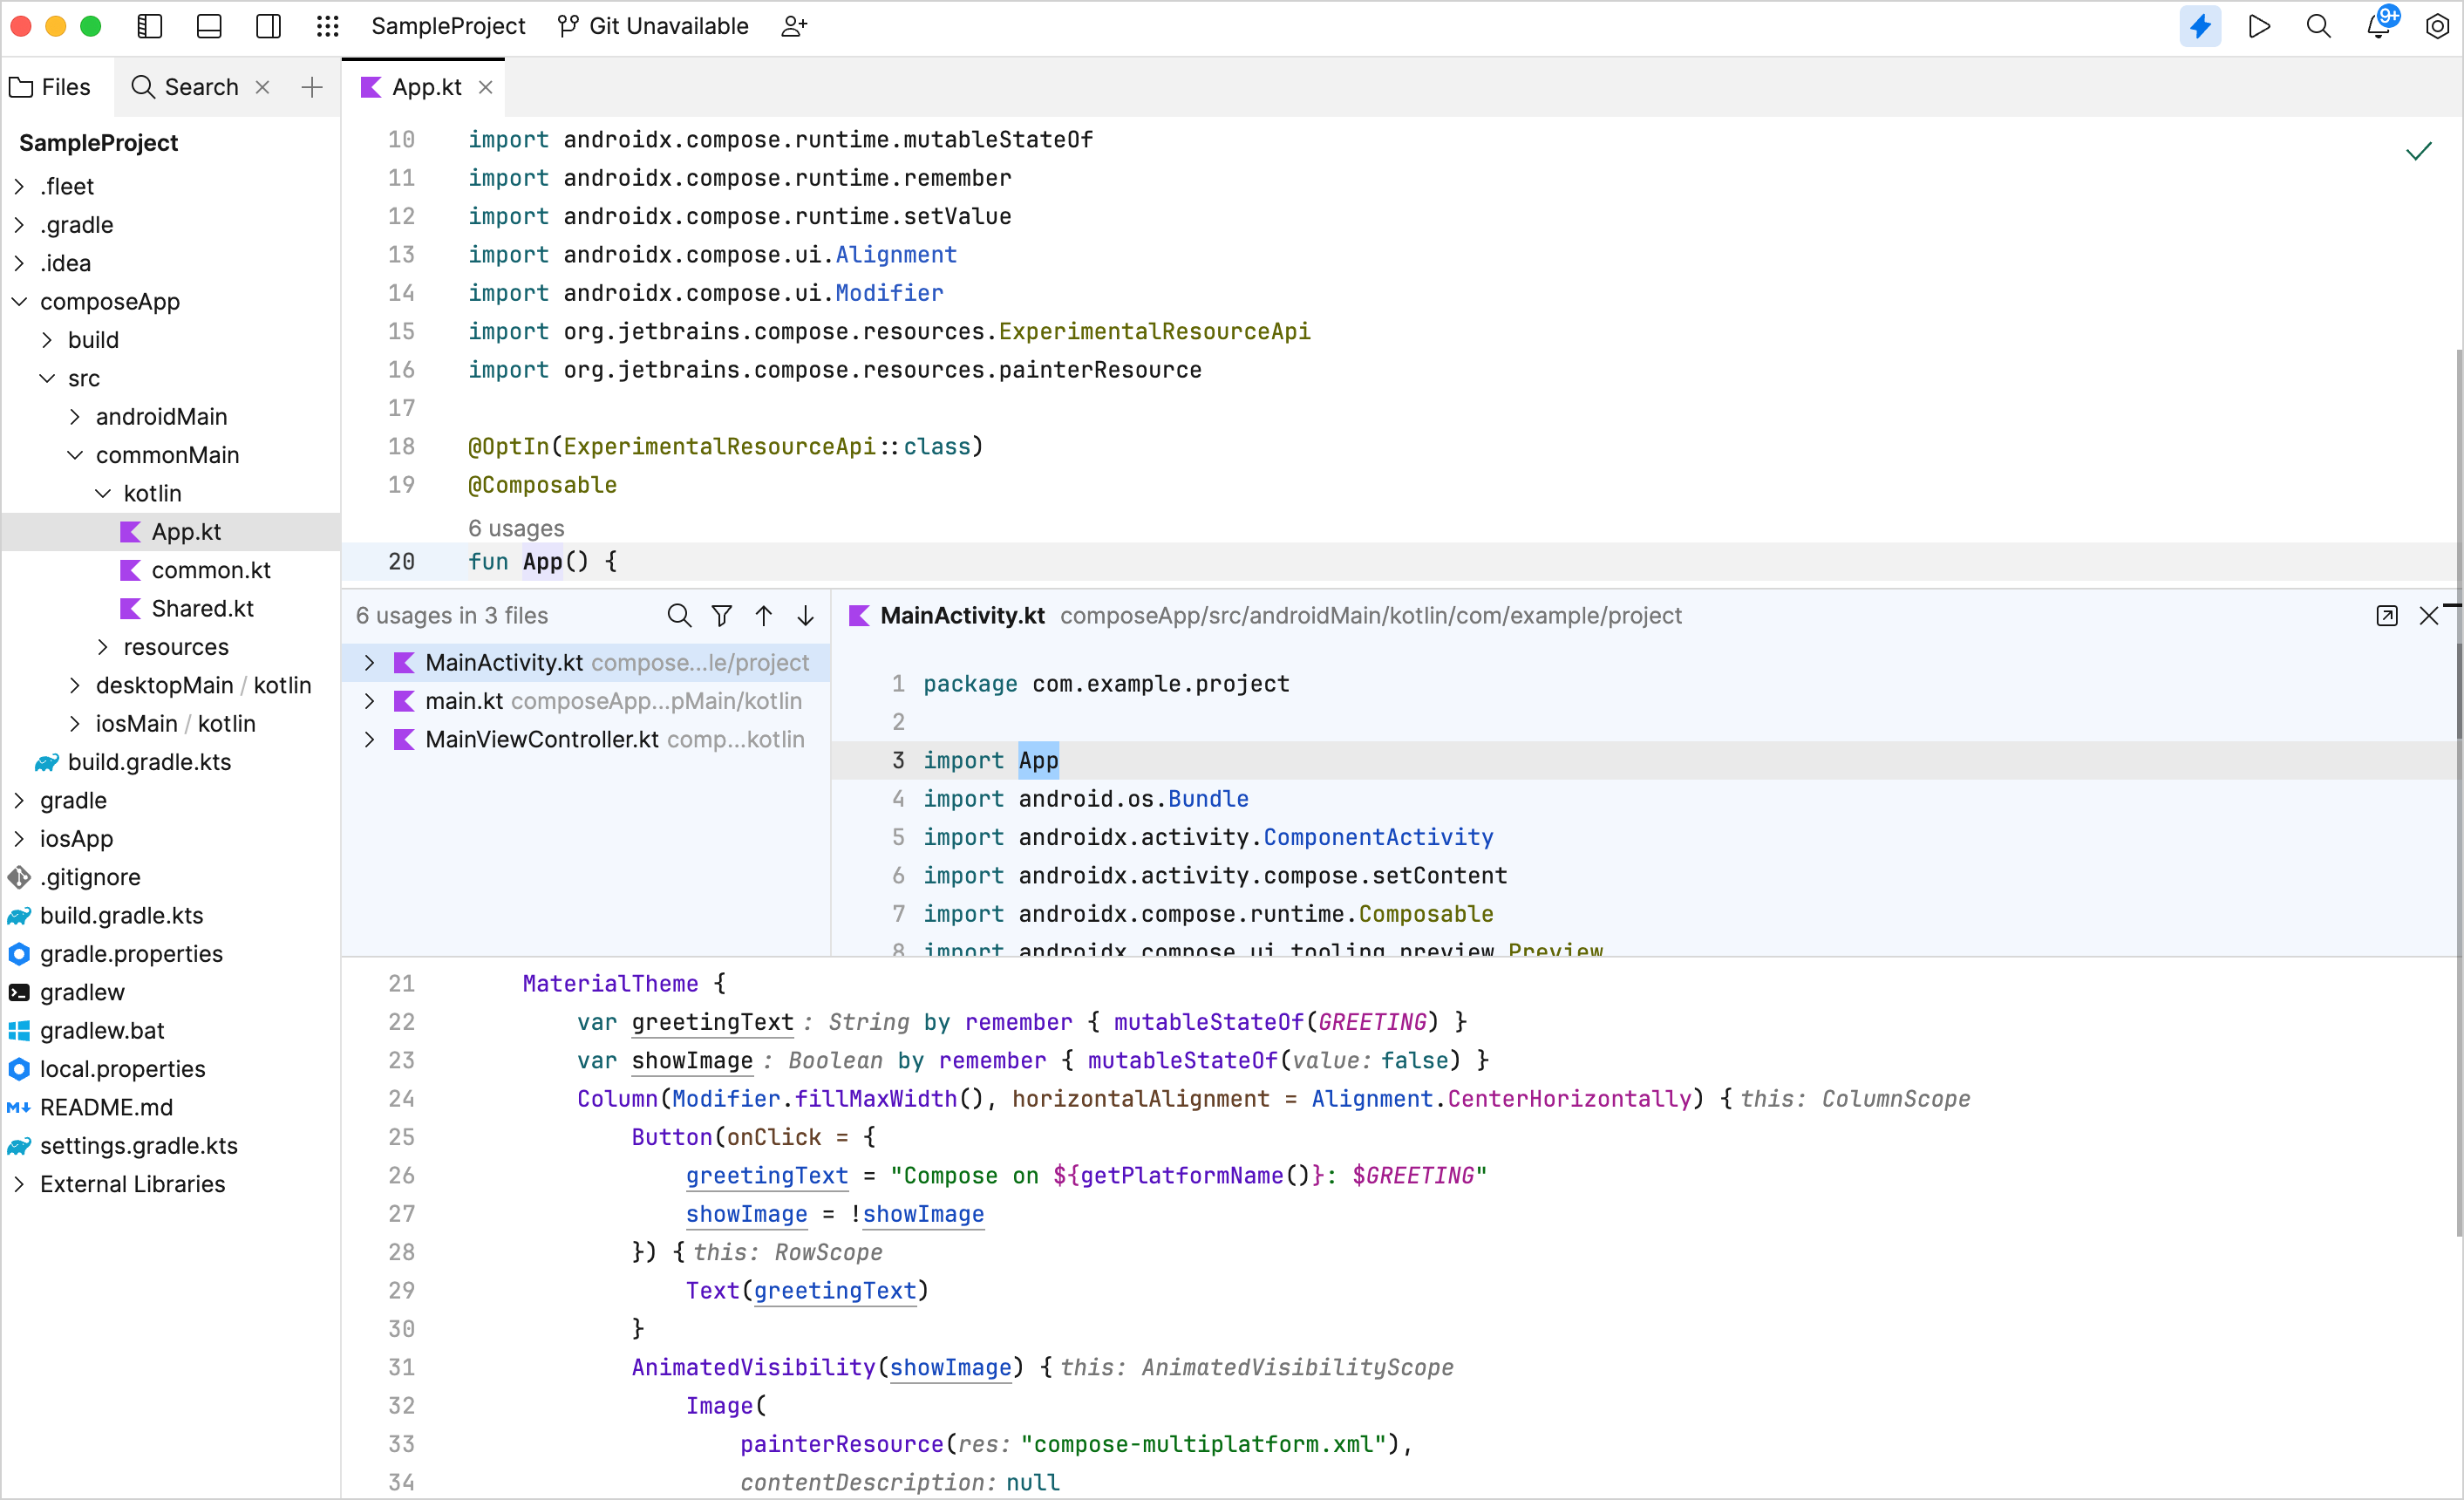 SampleProject
Git Unavailable
9+
Files
Search
App.kt
SampleProject
.fleet
.gradle
.idea
composeApp
build
src
androidMain
commonMain
kotlin
App.kt
common.kt
Shared.kt
resources
desktopMain / kotlin
iosMain / kotlin
build.gradle.kts
gradle
iosApp
.gitignore
build.gradle.kts
gradle.properties
gradlew
gradlew.bat
local.properties
README.md
settings.gradle.kts
External Libraries
10 import androidx.compose.runtime.mutableStateOf
11 import androidx.compose.runtime.remember
12 import androidx.compose.runtime.setValue
13 import androidx.compose.ui.Alignment
14 import androidx.compose.ui.Modifier
15 import org.jetbrains.compose.resources.ExperimentalResourceApi
16 import org.jetbrains.compose.resources.painterResource
17
18 @OptIn(ExperimentalResourceApi::class)
19 @Composable
6 usages
20 fun App() {
6 usages in 3 files
MainActivity.kt compose...le/project
main.kt composeApp...pMain/kotlin
MainViewController.kt comp...kotlin
MainActivity.kt composeApp/src/androidMain/kotlin/com/example/project
1 package com.example.project
2
3 import App
4 import android.os.Bundle
5 import androidx.activity.ComponentActivity
6 import androidx.activity.compose.setContent
7 import androidx.compose.runtime.Composable
8 import androidx.compose.ui.tooling.preview.Preview
21 MaterialTheme {
22 var greetingText : String by remember { mutableStateOf(GREETING) }
23 var showImage : Boolean by remember { mutableStateOf(value: false) }
24 Column(Modifier.fillMaxWidth(), horizontalAlignment = Alignment.CenterHorizontally) { this: ColumnScope
25 Button(onClick = {
26 greetingText = "Compose on ${getPlatformName()}: $GREETING"
27 showImage = !showImage
28 }) { this: RowScope
29 Text(greetingText)
30 }
31 AnimatedVisibility(showImage) { this: AnimatedVisibilityScope
32 Image(
33 painterResource(res: "compose-multiplatform.xml"),
34 contentDescription: null